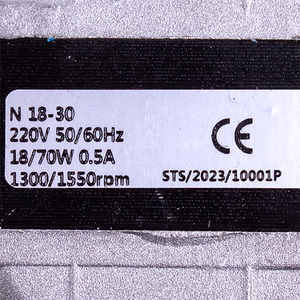 N 18-30
220V 50/60Hz
18/70W 0.5A
1300/1550rpm
CE
STS/2023/10001P